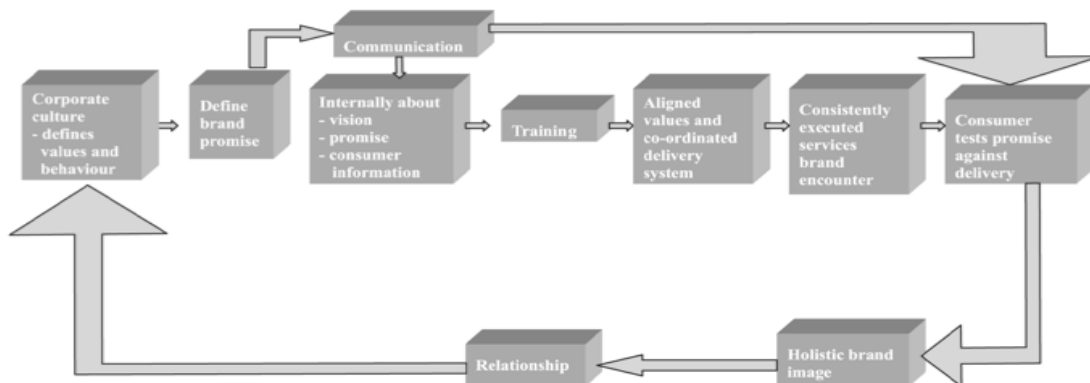 Communication
Corporate
culture
- defines
values and
behaviour
Define
brand
promise
Internally about
- vision
- promise
- consumer
information
Training
Aligned
values and
co-ordinated
delivery
system
Consistently
executed
services
brand
encounter
Consumer
tests promise
against
delivery
Relationship
Holistic brand
image